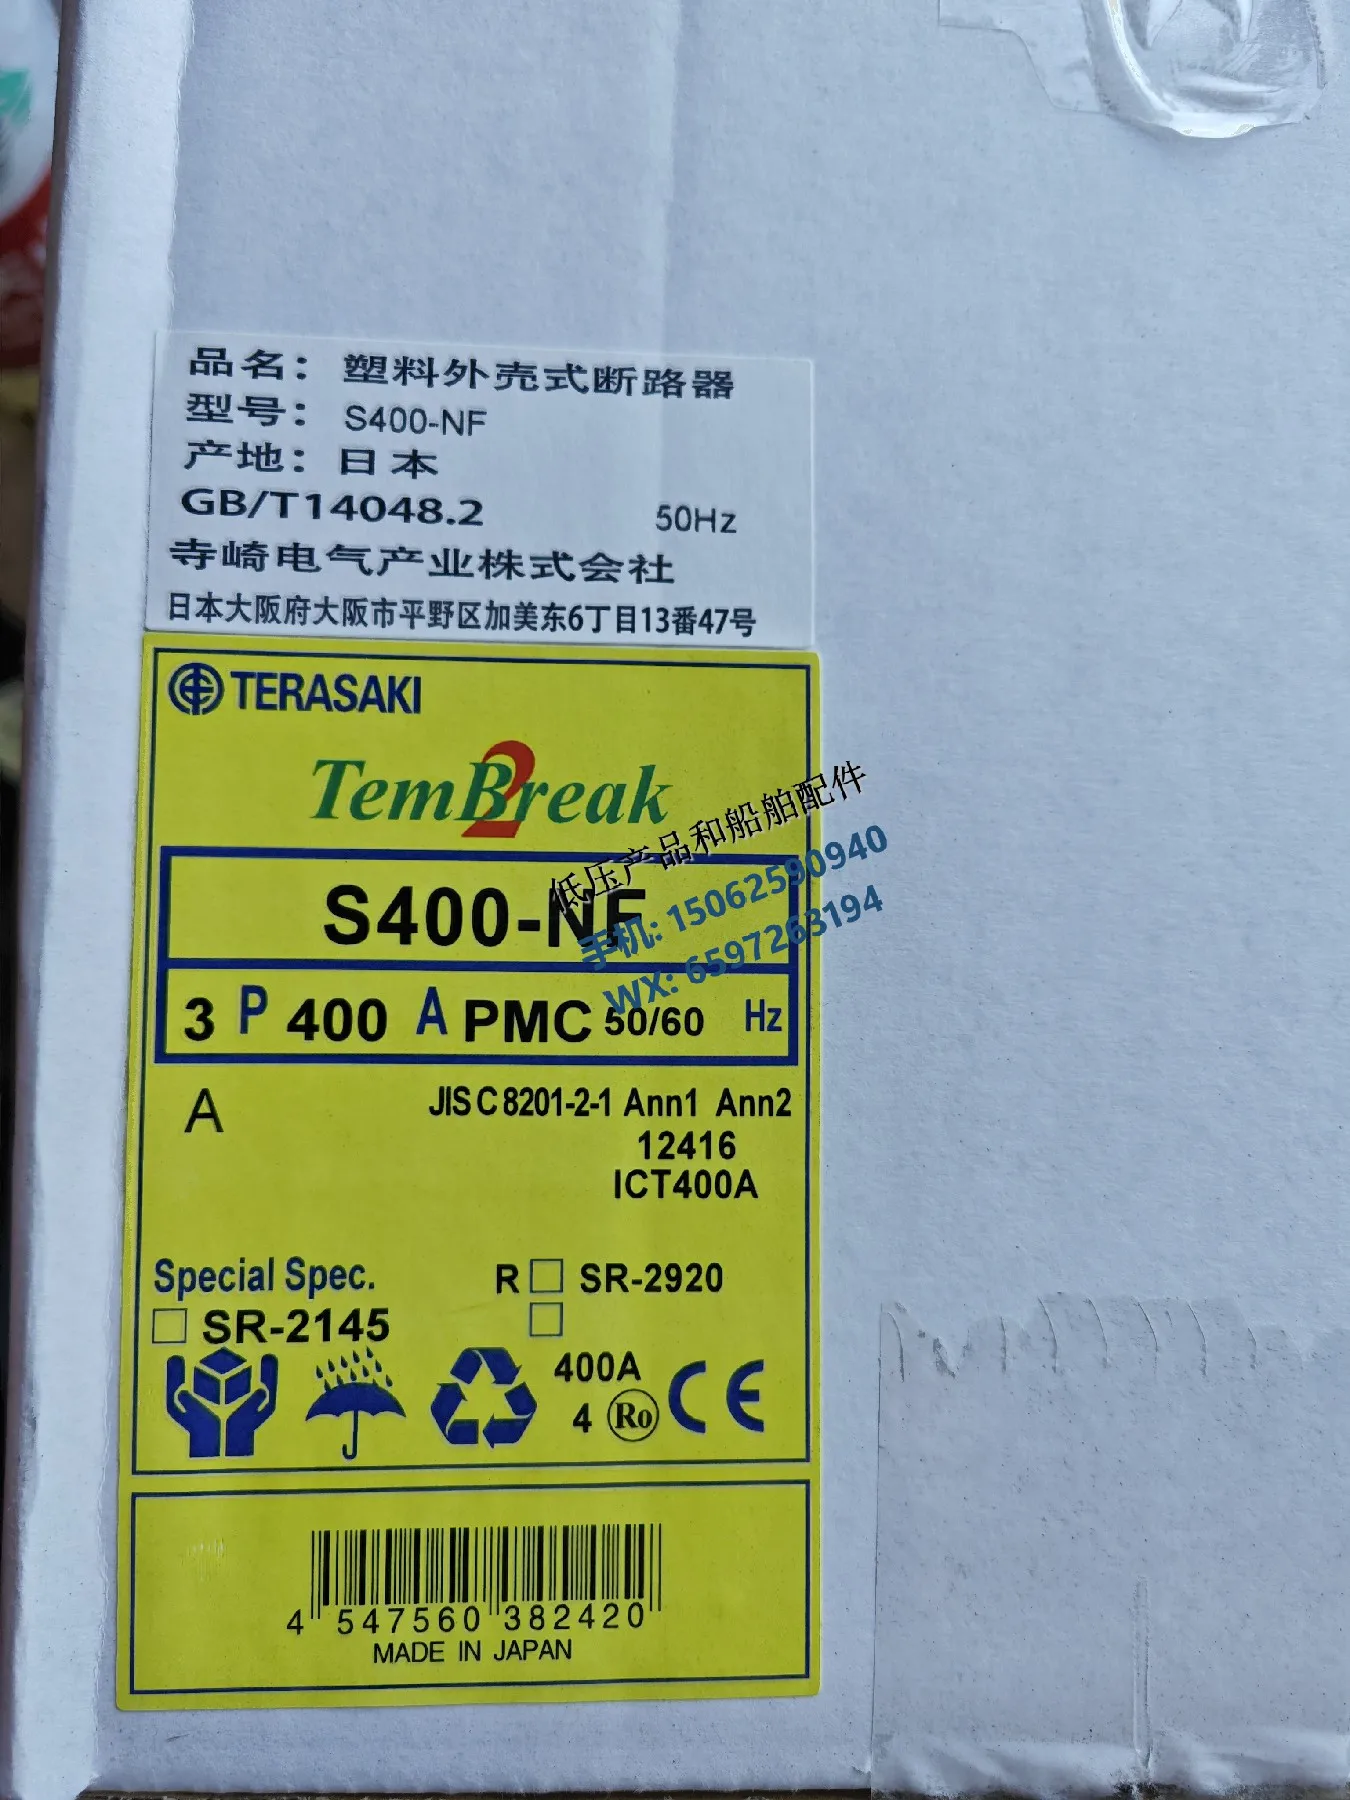 品名：塑料外壳式断路器
型号：S400-NF
产地：日本
GB/T14048.2 50Hz
寺崎电气产业株式会社
日本大阪府大阪市平野区加美东6丁目13番47号
TERASAKI
TemBreak 2
低压产品和船舶配件
手机: 15062590940
WX: 6597263194
S400-NF
3 P 400 A PMC 50/60 Hz
A JIS C 8201-2-1 Ann1 Ann2
12416
ICT400A
Special Spec. R SR-2920
SR-2145
400A
4 Ro CE
4 547560 382420
MADE IN JAPAN